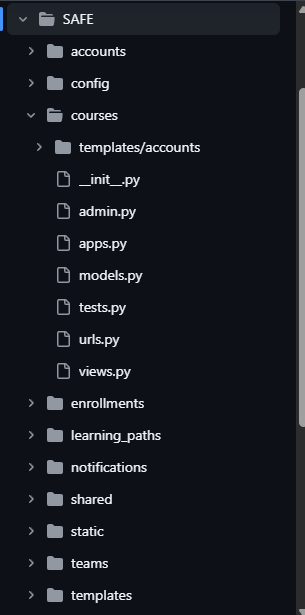 SAFE
accounts
config
courses
templates/accounts
__init__.py
admin.py
apps.py
models.py
tests.py
urls.py
views.py
enrollments
learning_paths
notifications
shared
static
teams
templates